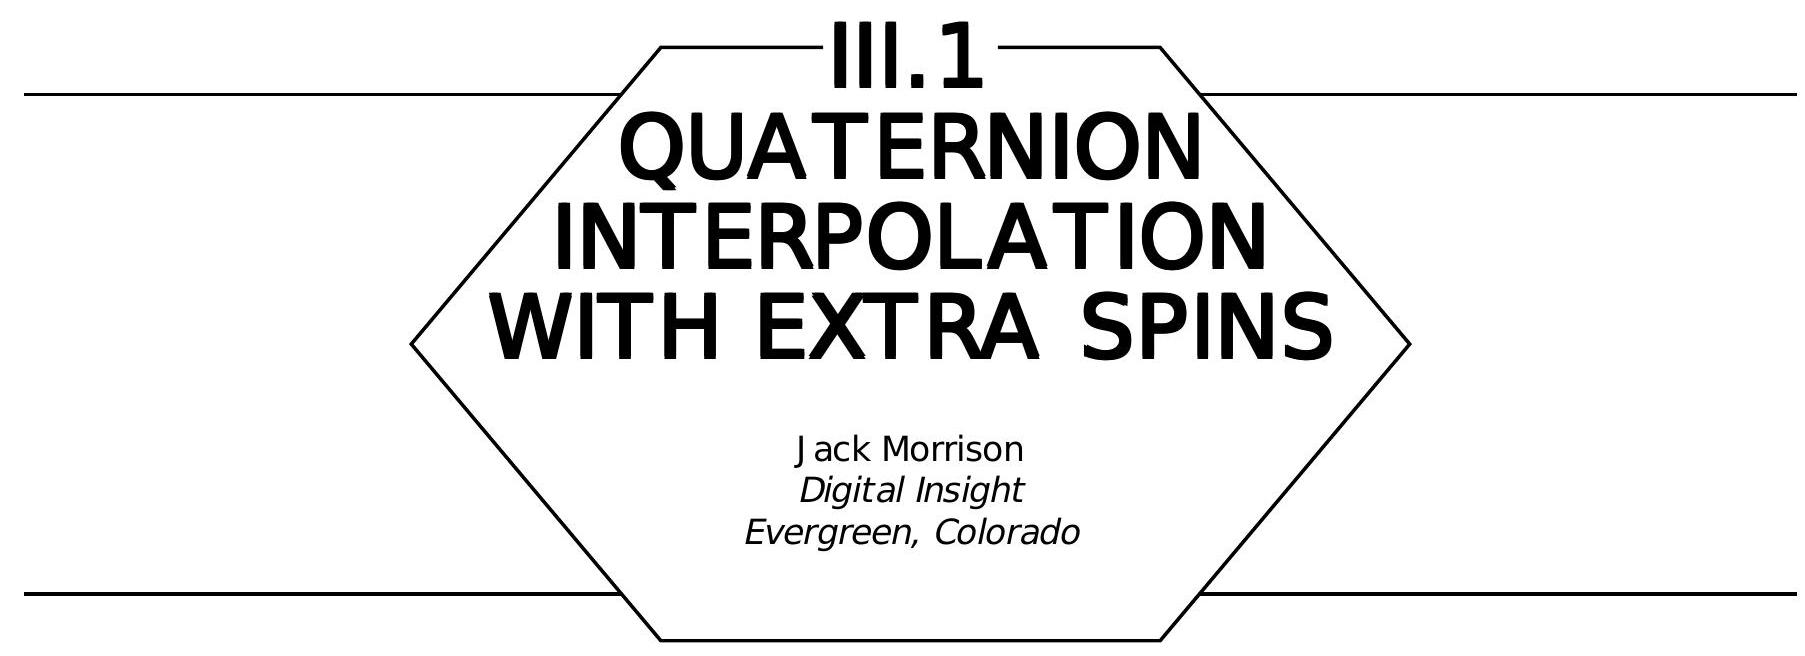 III.1
QUATERNION
INTERPOLATION
WITH EXTRA SPINS
Jack Morrison
Digital Insight
Evergreen, Colorado